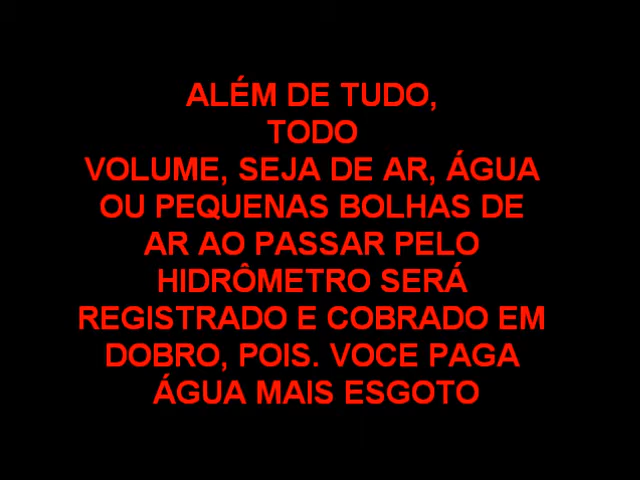 ALÉM DE TUDO,
TODO
VOLUME, SEJA DE AR, ÁGUA
OU PEQUENAS BOLHAS DE
AR AO PASSAR PELO
HIDRÔMETRO SERÁ
REGISTRADO E COBRADO EM
DOBRO, POIS. VOCE PAGA
ÁGUA MAIS ESGOTO